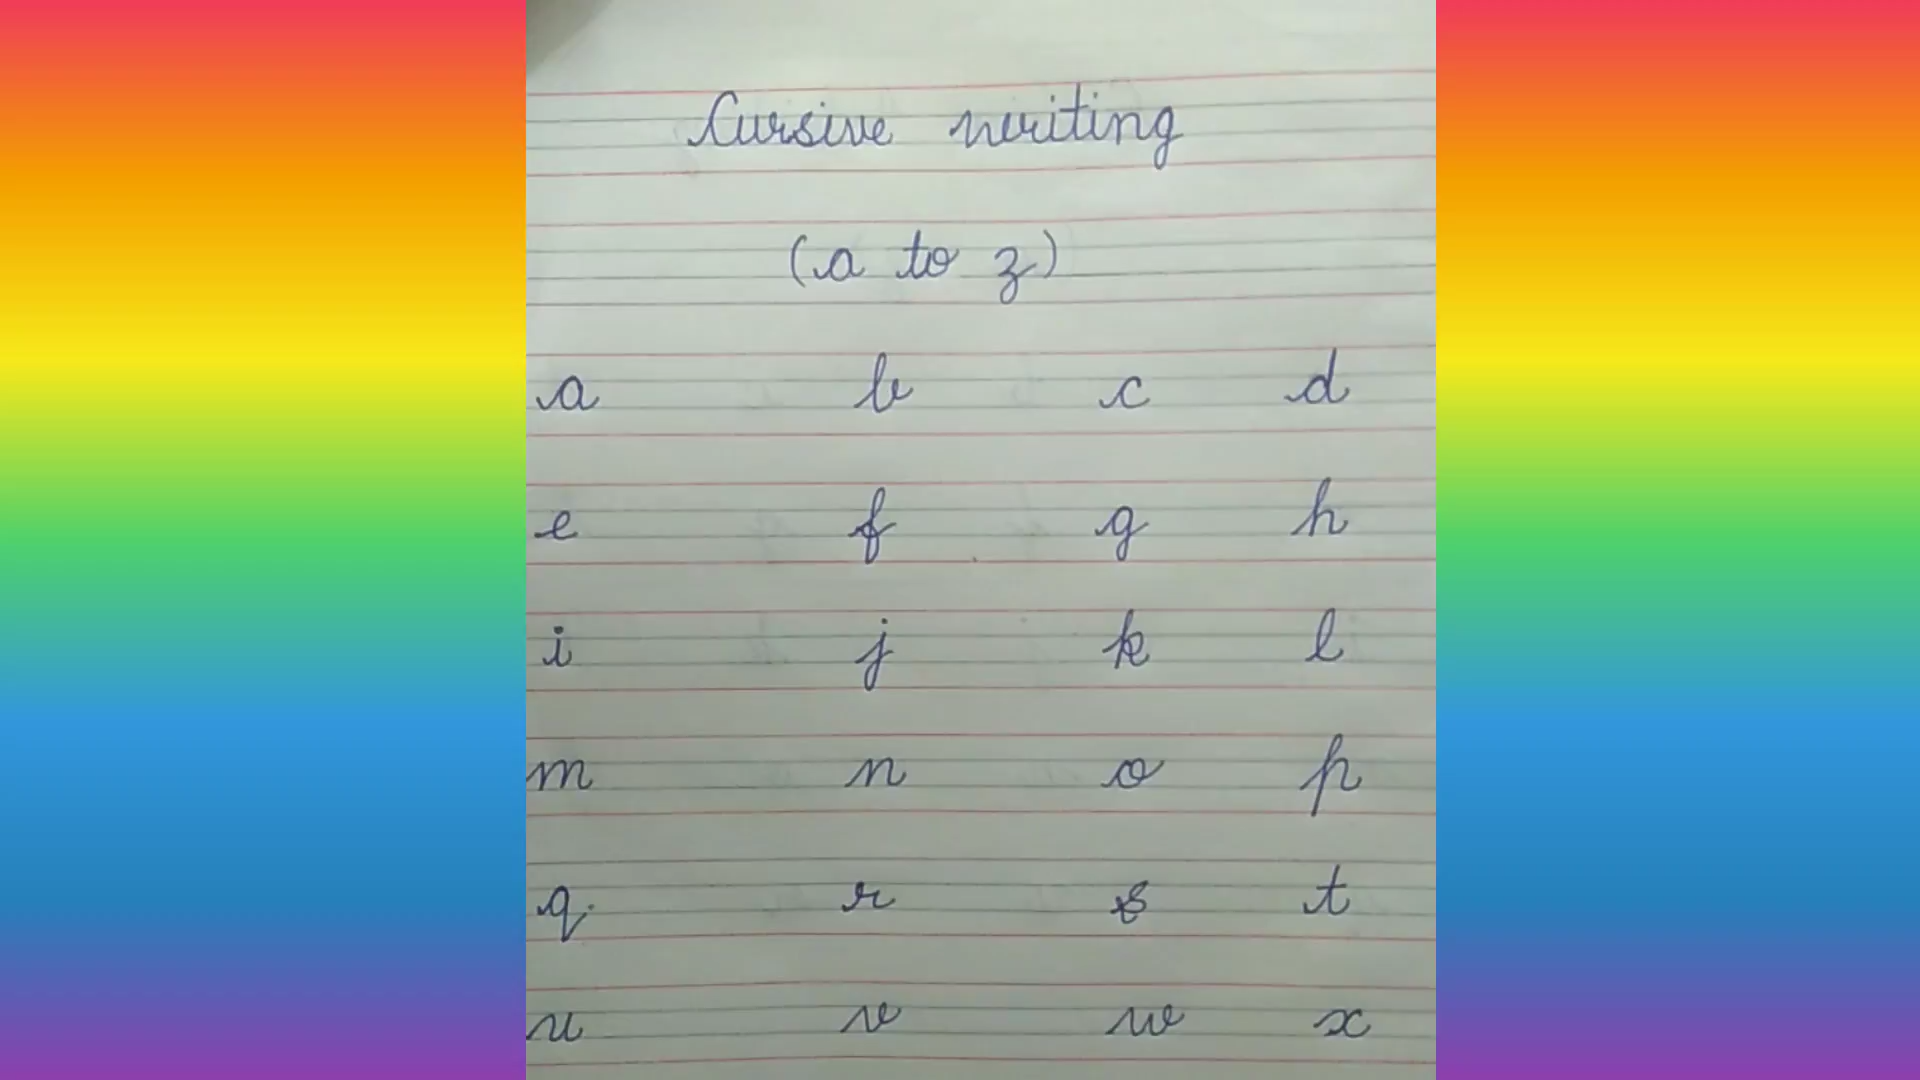 Cursive writing
(a to z)
a b c d
e f g h
i j k l
m n o p
q r s t
u v w x